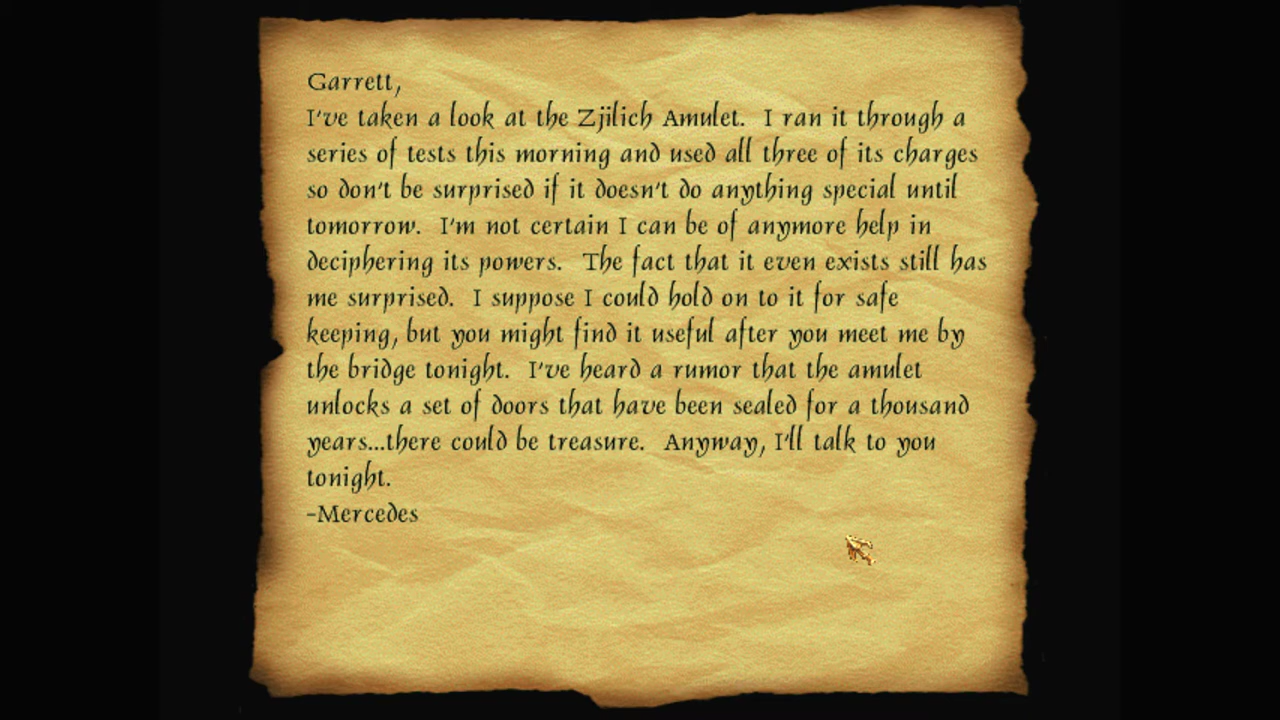 Garrett,
I've taken a look at the Zjilich Amulet.  I ran it through a
series of tests this morning and used all three of its charges
so don't be surprised if it doesn't do anything special until
tomorrow.  I'm not certain I can be of anymore help in
deciphering its powers.  The fact that it even exists still has
me surprised.  I suppose I could hold on to it for safe
keeping, but you might find it useful after you meet me by
the bridge tonight.  I've heard a rumor that the amulet
unlocks a set of doors that have been sealed for a thousand
years...there could be treasure.  Anyway, I'll talk to you
tonight.
-Mercedes